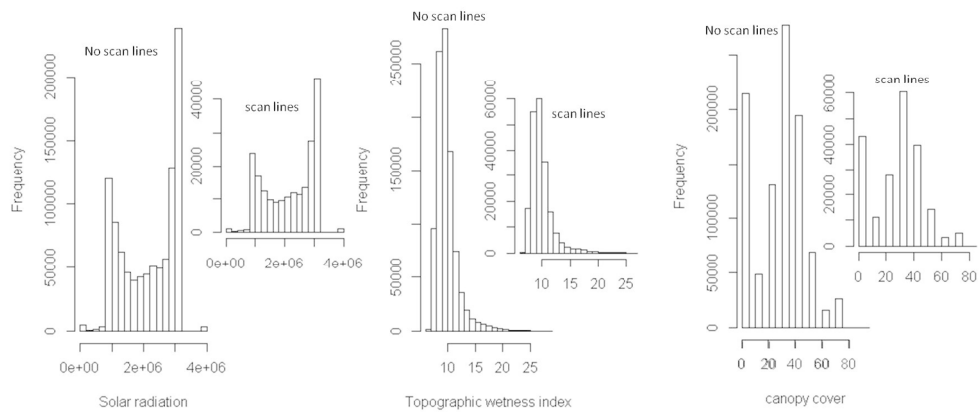 No scan lines
Frequency
0
50000
100000
150000
200000
0e+00
2e+06
4e+06
Solar radiation
scan lines
0
20000
40000
0e+00
2e+06
4e+06
No scan lines
Frequency
0
50000
150000
250000
10
15
20
25
Topographic wetness index
scan lines
0
20000
40000
60000
10
15
20
25
No scan lines
Frequency
0
50000
100000
200000
0
20
40
60
80
canopy cover
scan lines
0
20000
40000
60000
0
20
40
60
80